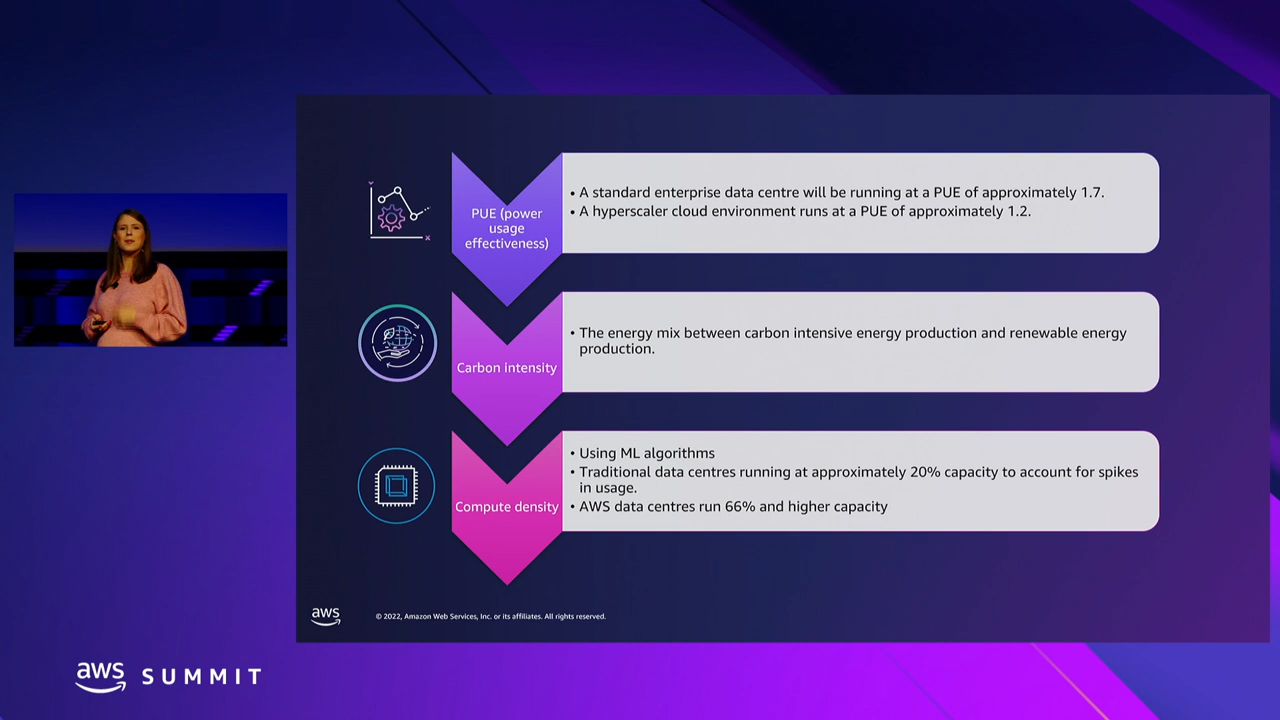 PUE (power
usage
effectiveness)
• A standard enterprise data centre will be running at a PUE of approximately 1.7.
• A hyperscaler cloud environment runs at a PUE of approximately 1.2.
Carbon intensity
• The energy mix between carbon intensive energy production and renewable energy
production.
Compute density
• Using ML algorithms
• Traditional data centres running at approximately 20% capacity to account for spikes
in usage.
• AWS data centres run 66% and higher capacity
aws
© 2022, Amazon Web Services, Inc. or its affiliates. All rights reserved.
aws SUMMIT